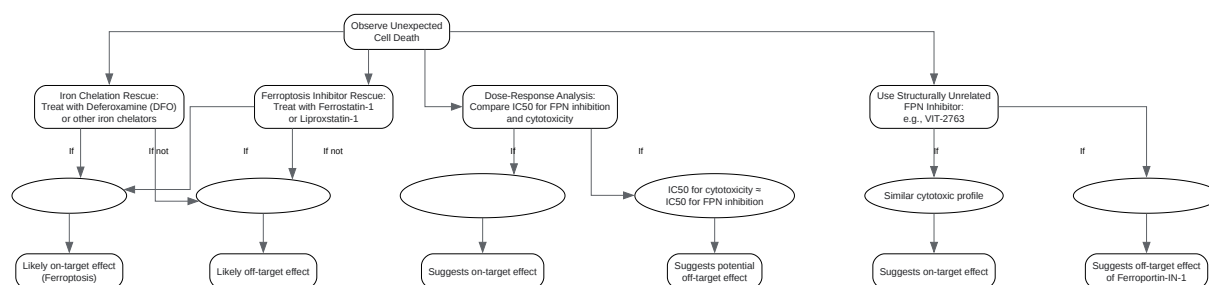 Observe Unexpected
Cell Death
Iron Chelation Rescue:
Treat with Deferoxamine (DFO)
or other iron chelators
Ferroptosis Inhibitor Rescue:
Treat with Ferrostatin-1
or Liproxstatin-1
Dose-Response Analysis:
Compare IC50 for FPN inhibition
and cytotoxicity
Use Structurally Unrelated
FPN Inhibitor:
e.g., VIT-2763
If
If not
If
If not
If
If
If
If
IC50 for cytotoxicity ≈
IC50 for FPN inhibition
Similar cytotoxic profile
Likely on-target effect
(Ferroptosis)
Likely off-target effect
Suggests on-target effect
Suggests potential
off-target effect
Suggests on-target effect
Suggests off-target effect
of Ferroportin-IN-1